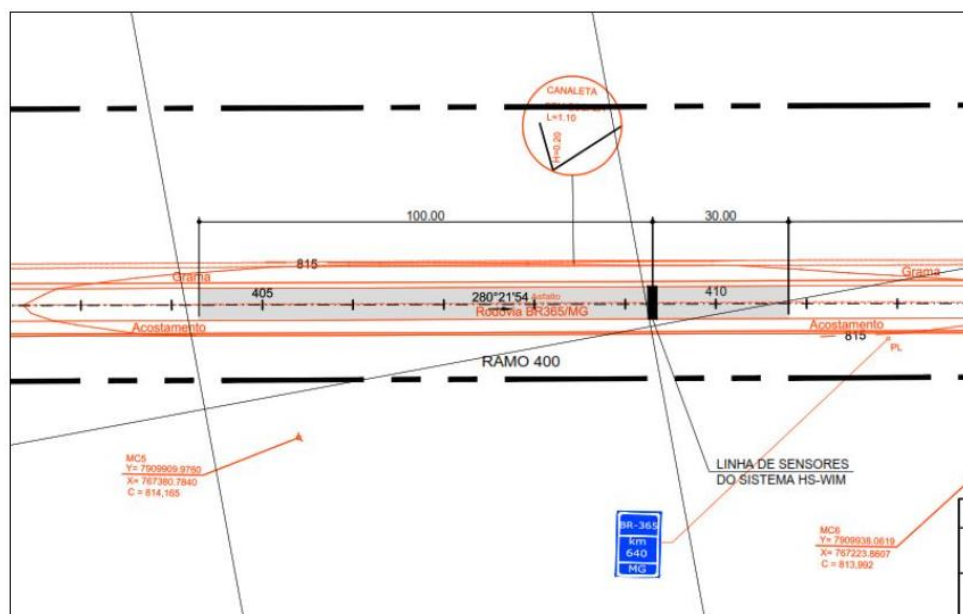 CANALETA
L=1.10
H=0.20
100.00
30.00
815
Grama
Grama
405
280°21'54
Asfalto
410
Rodovia BR365/MG
Acostamento
Acostamento
815
PL
RAMO 400
MC5
Y= 7909909.9760
X= 767380.7840
C = 814,165
LINHA DE SENSORES
DO SISTEMA HS-WIM
BR-365
km
640
MG
MC6
Y= 7909938.0619
X= 767223.8607
C = 813,992